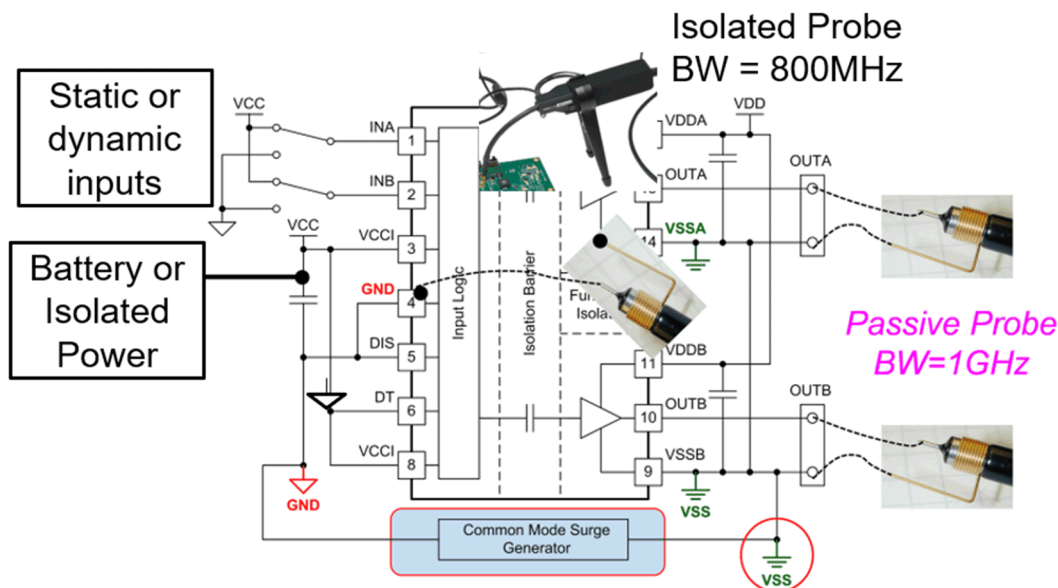 Isolated Probe
BW = 800MHz
Static or
dynamic
inputs
VCC
INA
1
INB
2
VCC
VCCI
3
Battery or
Isolated
Power
GND
4
DIS
5
DT
6
VCCI
8
GND
Input Logic
Isolation Barrier
Isolat
VDD
VDDA
OUTA
OUTA
VSSA
14
VDDB
11
OUTB
10
OUTB
VSSB
9
VSS
Passive Probe
BW=1GHz
Common Mode Surge
Generator
VSS